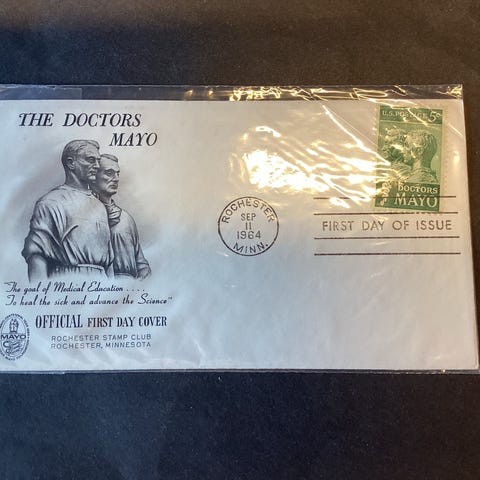 THE DOCTORS
MAYO
"The goal of Medical Education ....
To heal the sick and advance the Science"
OFFICIAL FIRST DAY COVER
ROCHESTER STAMP CLUB
ROCHESTER, MINNESOTA
MAYO
ROCHESTER
SEP
11
1964
MINN.
U.S. POSTAGE 5¢
DOCTORS
MAYO
FIRST DAY OF ISSUE